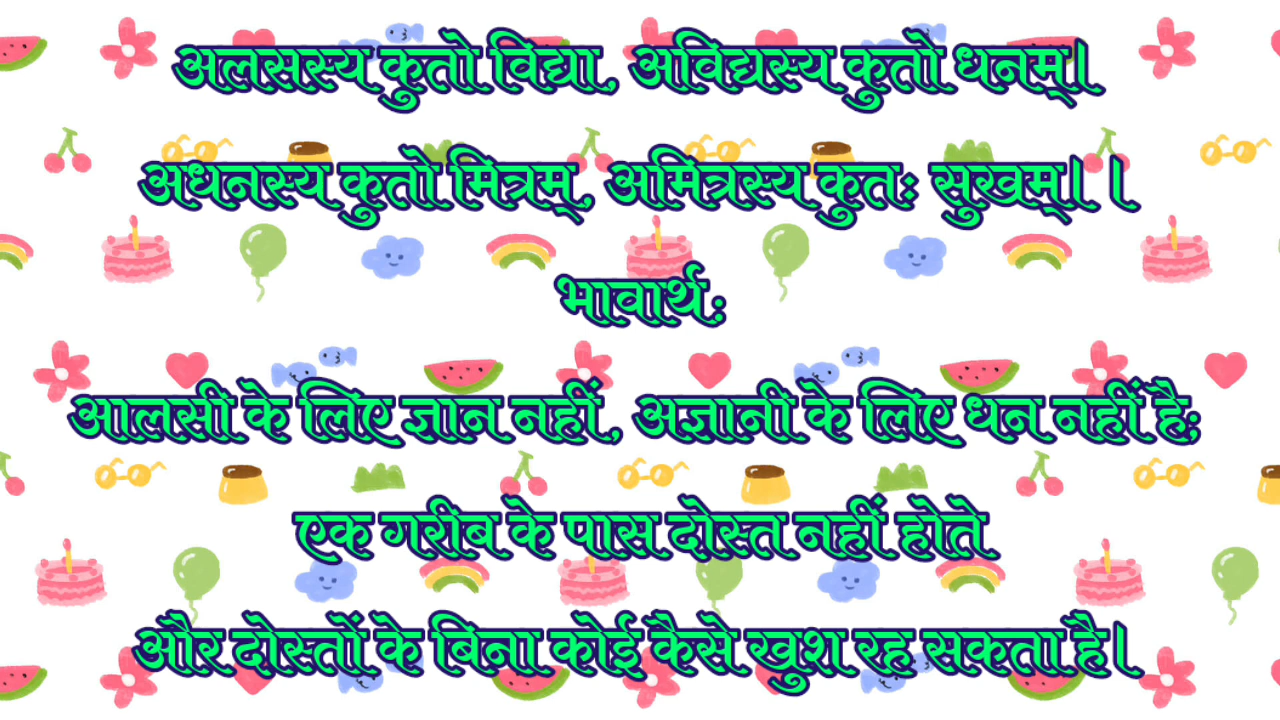 अलसस्य कुतो विद्या, अविद्यस्य कुतो धनम्।
अधनस्य कुतो मित्रम्, अमित्रस्य कुतः सुखम्।।
भावार्थ:
आलसी के लिए ज्ञान नहीं, अज्ञानी के लिए धन नहीं है;
एक गरीब के पास दोस्त नहीं होते
और दोस्तों के बिना कोई कैसे खुश रह सकता है।